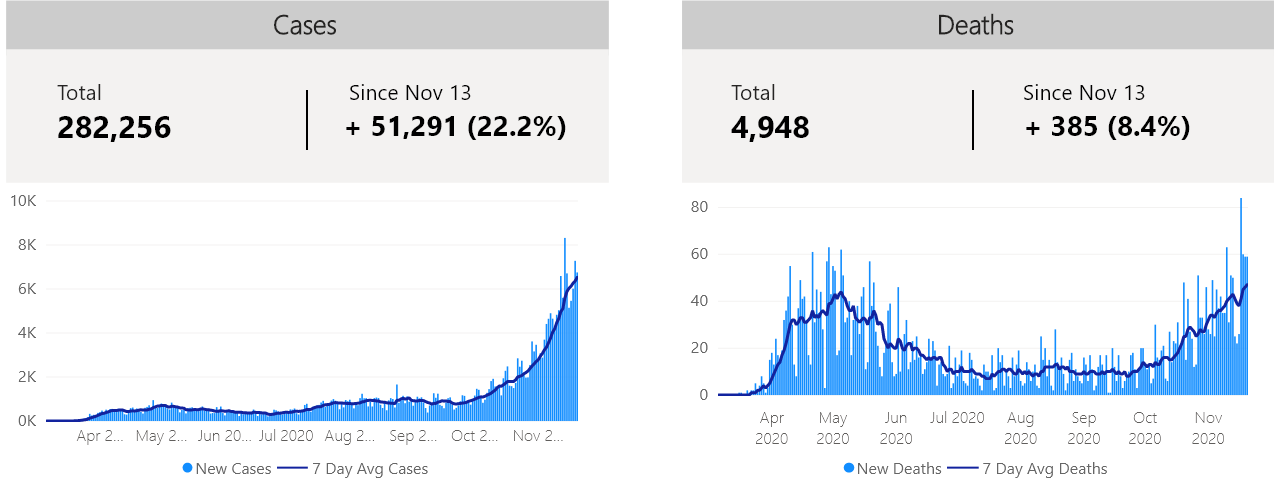 Cases
Total
Since Nov 13
282,256
+ 51,291 (22.2%)
10K
8K
6K
4K
2K
0K
Apr 2... May 2... Jun 20... Jul 2020 Aug 2... Sep 2... Oct 2... Nov 2...
New Cases 7 Day Avg Cases
Deaths
Total
Since Nov 13
4,948
+ 385 (8.4%)
80
60
40
20
0
Apr May Jun Jul 2020 Aug Sep Oct Nov
2020 2020 2020 2020 2020 2020 2020
New Deaths 7 Day Avg Deaths